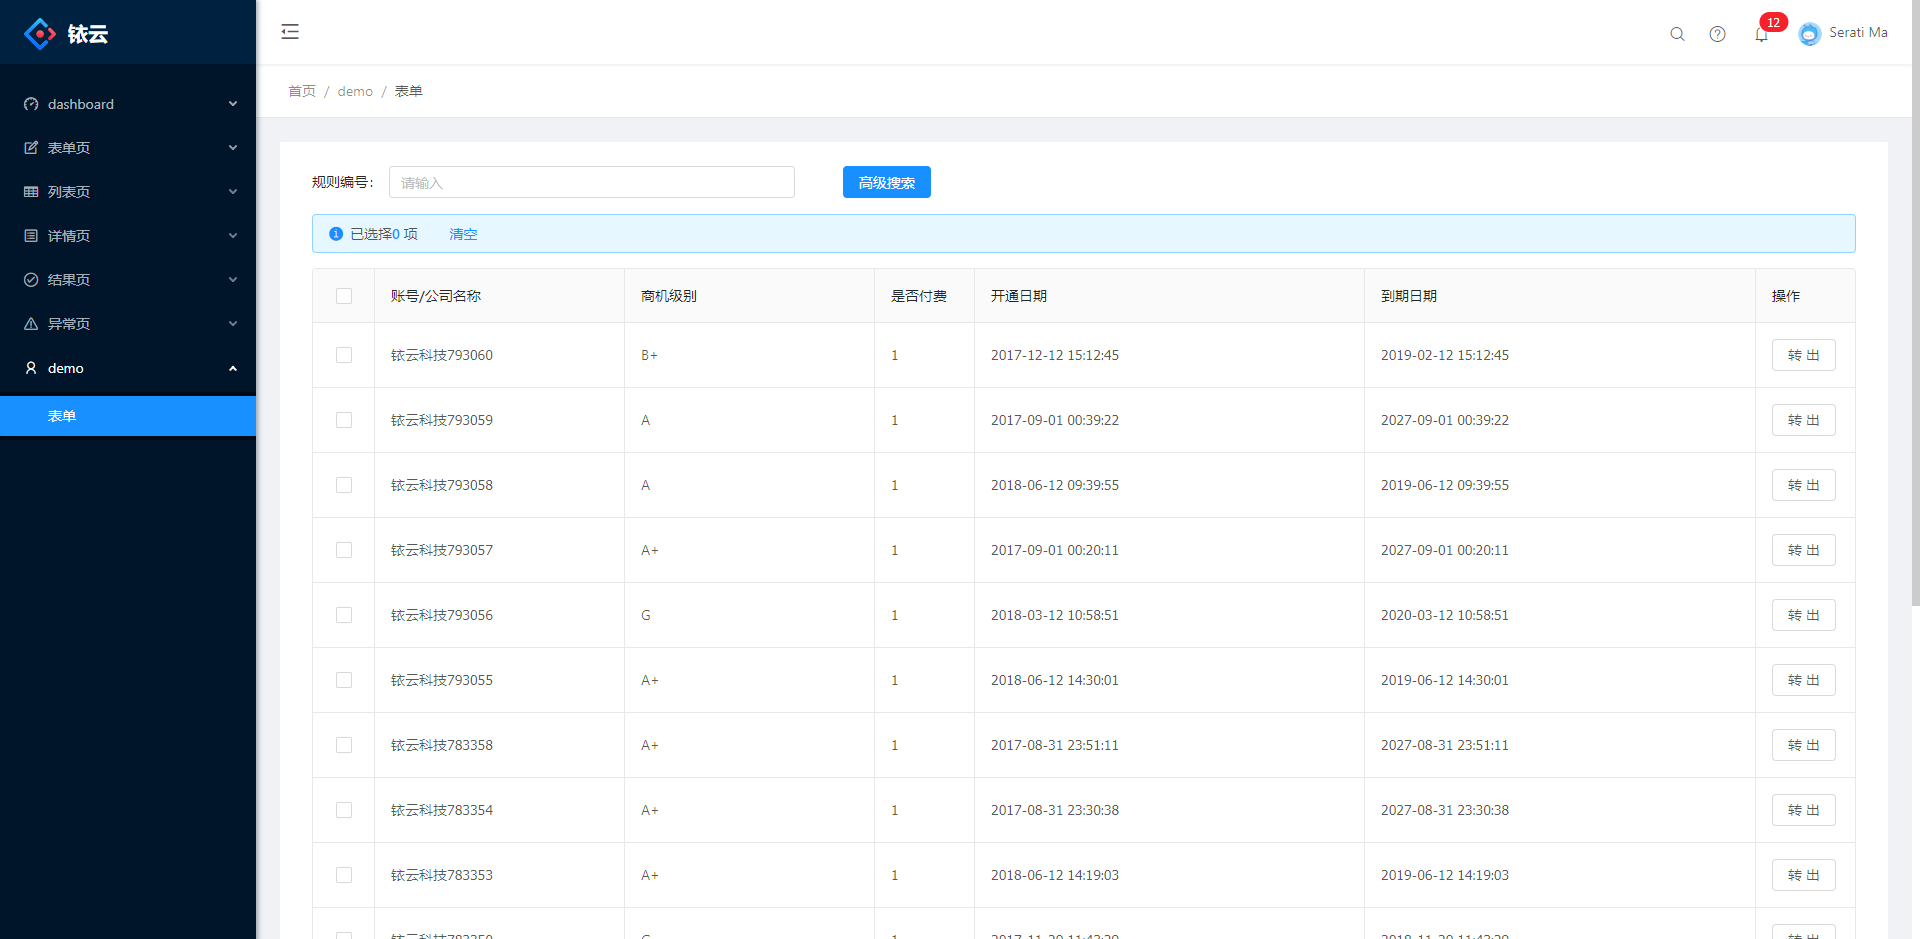 铱云
12
Serati Ma
dashboard
表单页
列表页
详情页
结果页
异常页
demo
表单
首页 / demo / 表单
规则编号: 请输入 高级搜索
已选择0 项 清空
账号/公司名称 商机级别 是否付费 开通日期 到期日期 操作
铱云科技793060 B+ 1 2017-12-12 15:12:45 2019-02-12 15:12:45 转 出
铱云科技793059 A 1 2017-09-01 00:39:22 2027-09-01 00:39:22 转 出
铱云科技793058 A 1 2018-06-12 09:39:55 2019-06-12 09:39:55 转 出
铱云科技793057 A+ 1 2017-09-01 00:20:11 2027-09-01 00:20:11 转 出
铱云科技793056 G 1 2018-03-12 10:58:51 2020-03-12 10:58:51 转 出
铱云科技793055 A+ 1 2018-06-12 14:30:01 2019-06-12 14:30:01 转 出
铱云科技783358 A+ 1 2017-08-31 23:51:11 2027-08-31 23:51:11 转 出
铱云科技783354 A+ 1 2017-08-31 23:30:38 2027-08-31 23:30:38 转 出
铱云科技783353 A+ 1 2018-06-12 14:19:03 2019-06-12 14:19:03 转 出